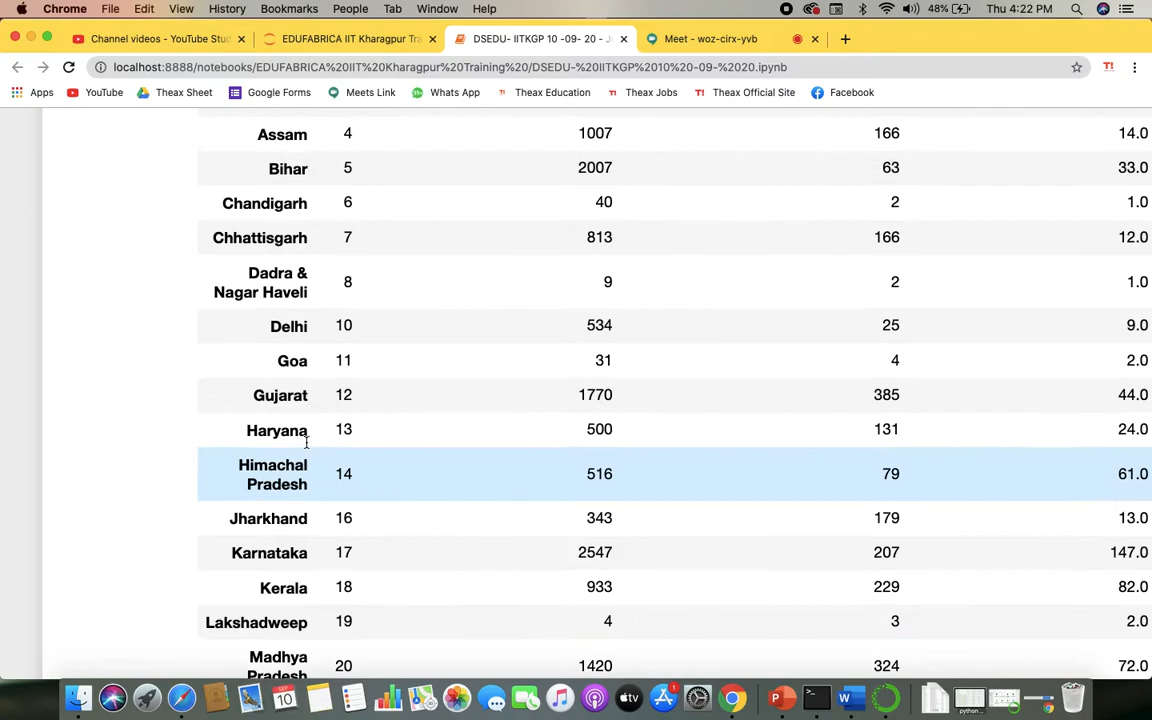 Chrome File Edit View History Bookmarks People Tab Window Help 48% Thu 4:22 PM
Channel videos - YouTube Stu EDUFABRICA IIT Kharagpur Tra DSEDU- IITKGP 10 -09- 20 - J Meet - woz-cirx-yvb
localhost:8888/notebooks/EDUFABRICA%20IIT%20Kharagpur%20Training%20/DSEDU-%20IITKGP%2010%20-09-%2020.ipynb T!
Apps YouTube Theax Sheet Google Forms Meets Link Whats App T! Theax Education T! Theax Jobs T! Theax Official Site Facebook
Assam 4 1007 166 14.0
Bihar 5 2007 63 33.0
Chandigarh 6 40 2 1.0
Chhattisgarh 7 813 166 12.0
Dadra &
Nagar Haveli 8 9 2 1.0
Delhi 10 534 25 9.0
Goa 11 31 4 2.0
Gujarat 12 1770 385 44.0
Haryana 13 500 131 24.0
Himachal
Pradesh 14 516 79 61.0
Jharkhand 16 343 179 13.0
Karnataka 17 2547 207 147.0
Kerala 18 933 229 82.0
Lakshadweep 19 4 3 2.0
Madhya
Pradesh 20 1420 324 72.0
SEP
10
tv
1
python